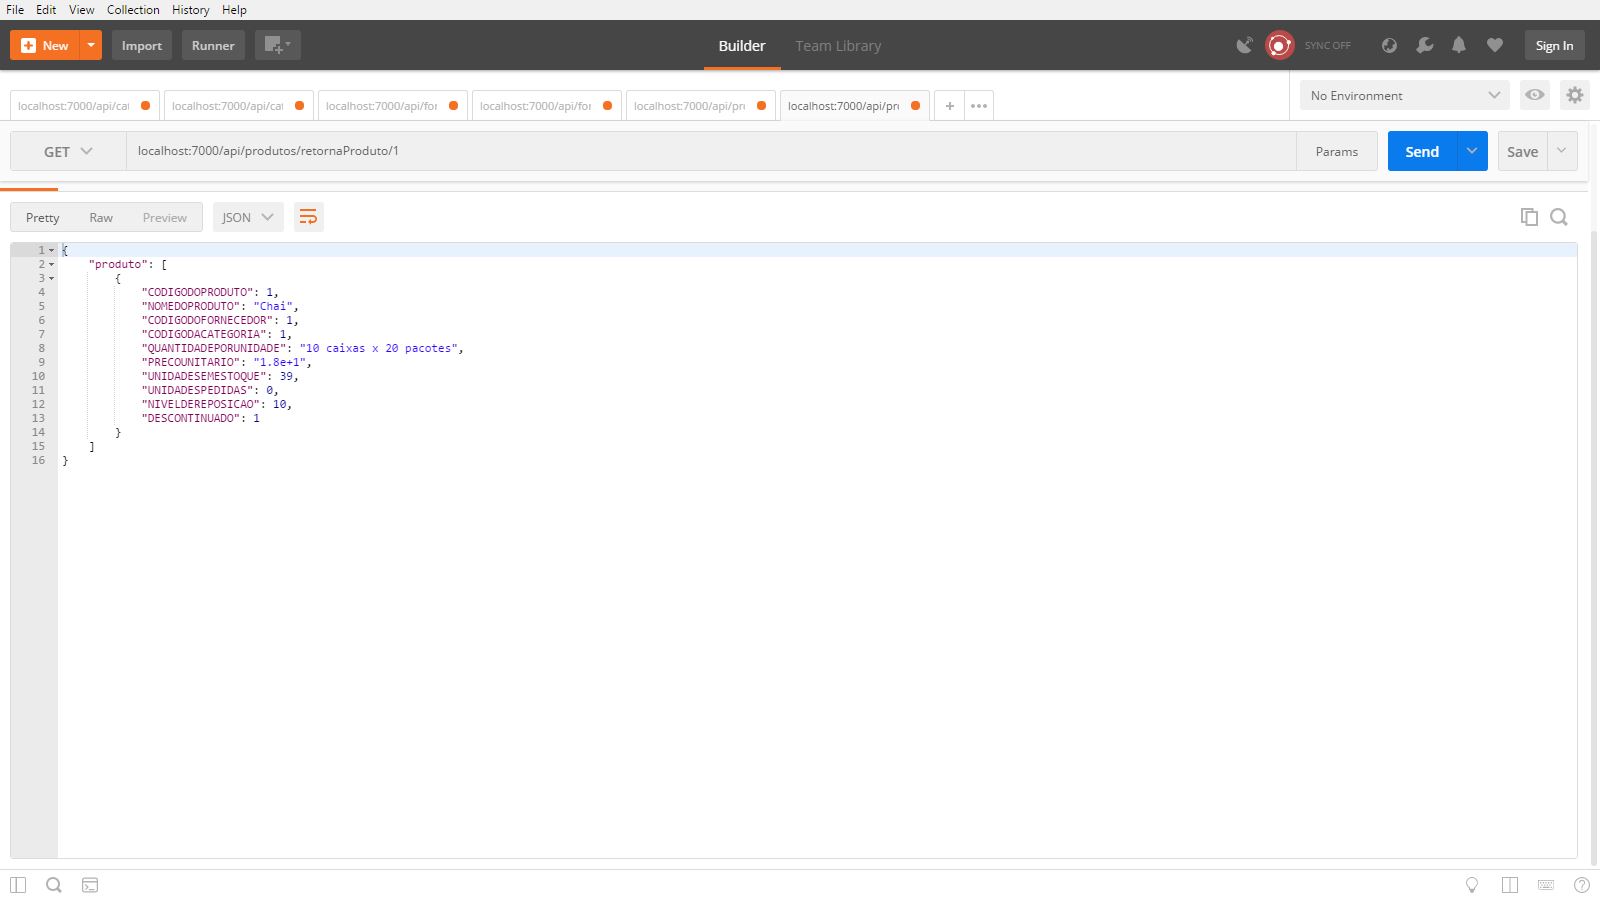 File Edit View Collection History Help
New Import Runner Builder Team Library SYNC OFF Sign In
localhost:7000/api/cat localhost:7000/api/cat localhost:7000/api/for localhost:7000/api/for localhost:7000/api/pro localhost:7000/api/pro + ••• No Environment
GET localhost:7000/api/produtos/retornaProduto/1 Params Send Save
Pretty Raw Preview JSON
1 {
2 "produto": [
3 {
4 "CODIGODOPRODUTO": 1,
5 "NOMEDOPRODUTO": "Chai",
6 "CODIGODOFORNECEDOR": 1,
7 "CODIGODACATEGORIA": 1,
8 "QUANTIDADEPORUNIDADE": "10 caixas x 20 pacotes",
9 "PRECOUNITARIO": "1.8e+1",
10 "UNIDADESEMESTOQUE": 39,
11 "UNIDADESPEDIDAS": 0,
12 "NIVELDEREPOSICAO": 10,
13 "DESCONTINUADO": 1
14 }
15 ]
16 }